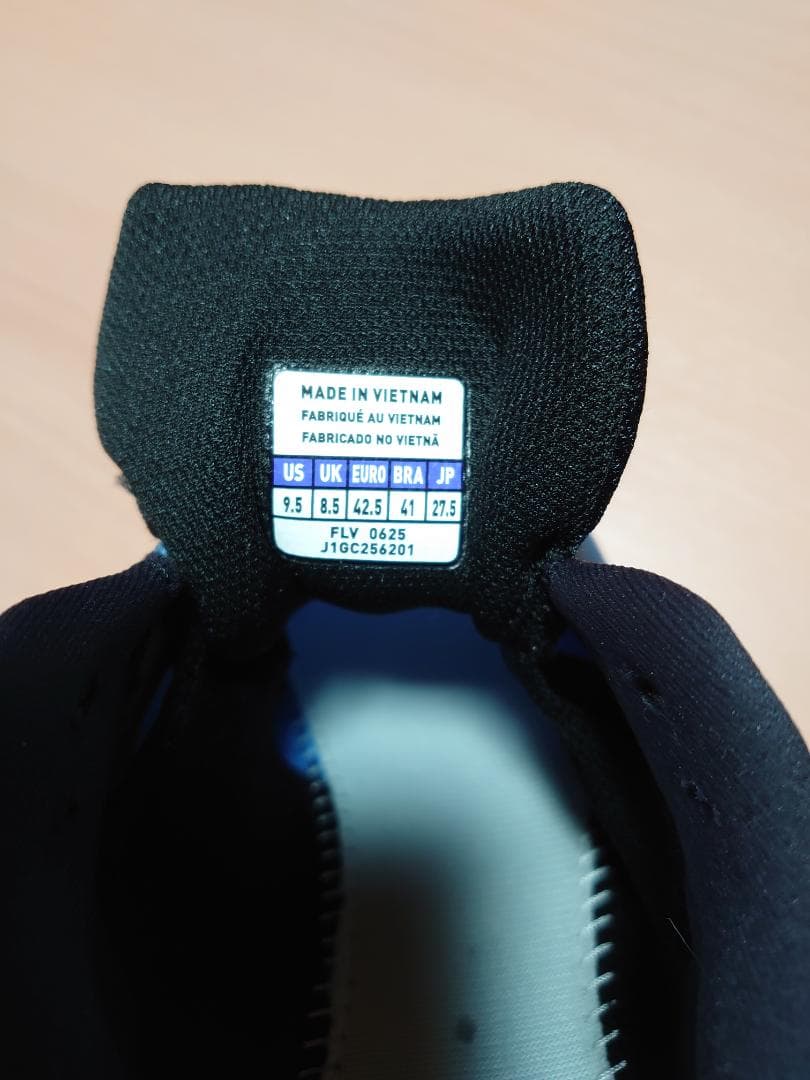 MADE IN VIETNAM
FABRIQUÉ AU VIETNAM
FABRICADO NO VIETNÃ
US UK EURO BRA JP
9.5 8.5 42.5 41 27.5
FLV 0625
J1GC256201